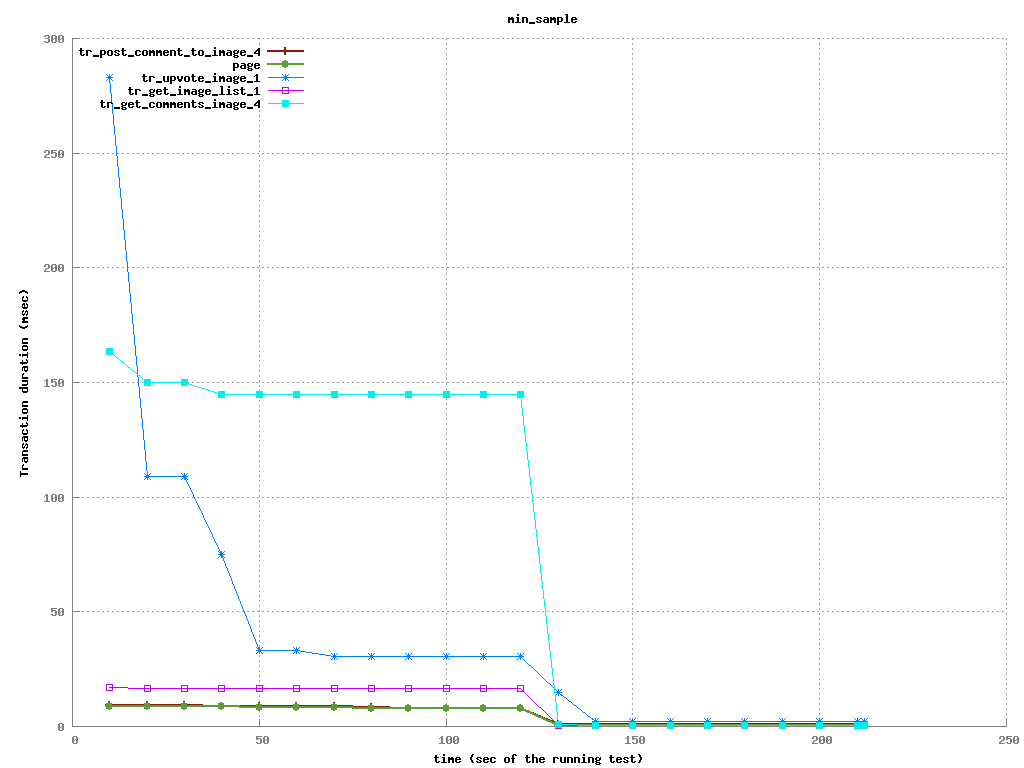 min_sample
300
tr_post_comment_to_image_4
page
tr_upvote_image_1
tr_get_image_list_1
tr_get_comments_image_4
250
200
150
100
50
0
Transaction duration (msec)
0 50 100 150 200 250
time (sec of the running test)